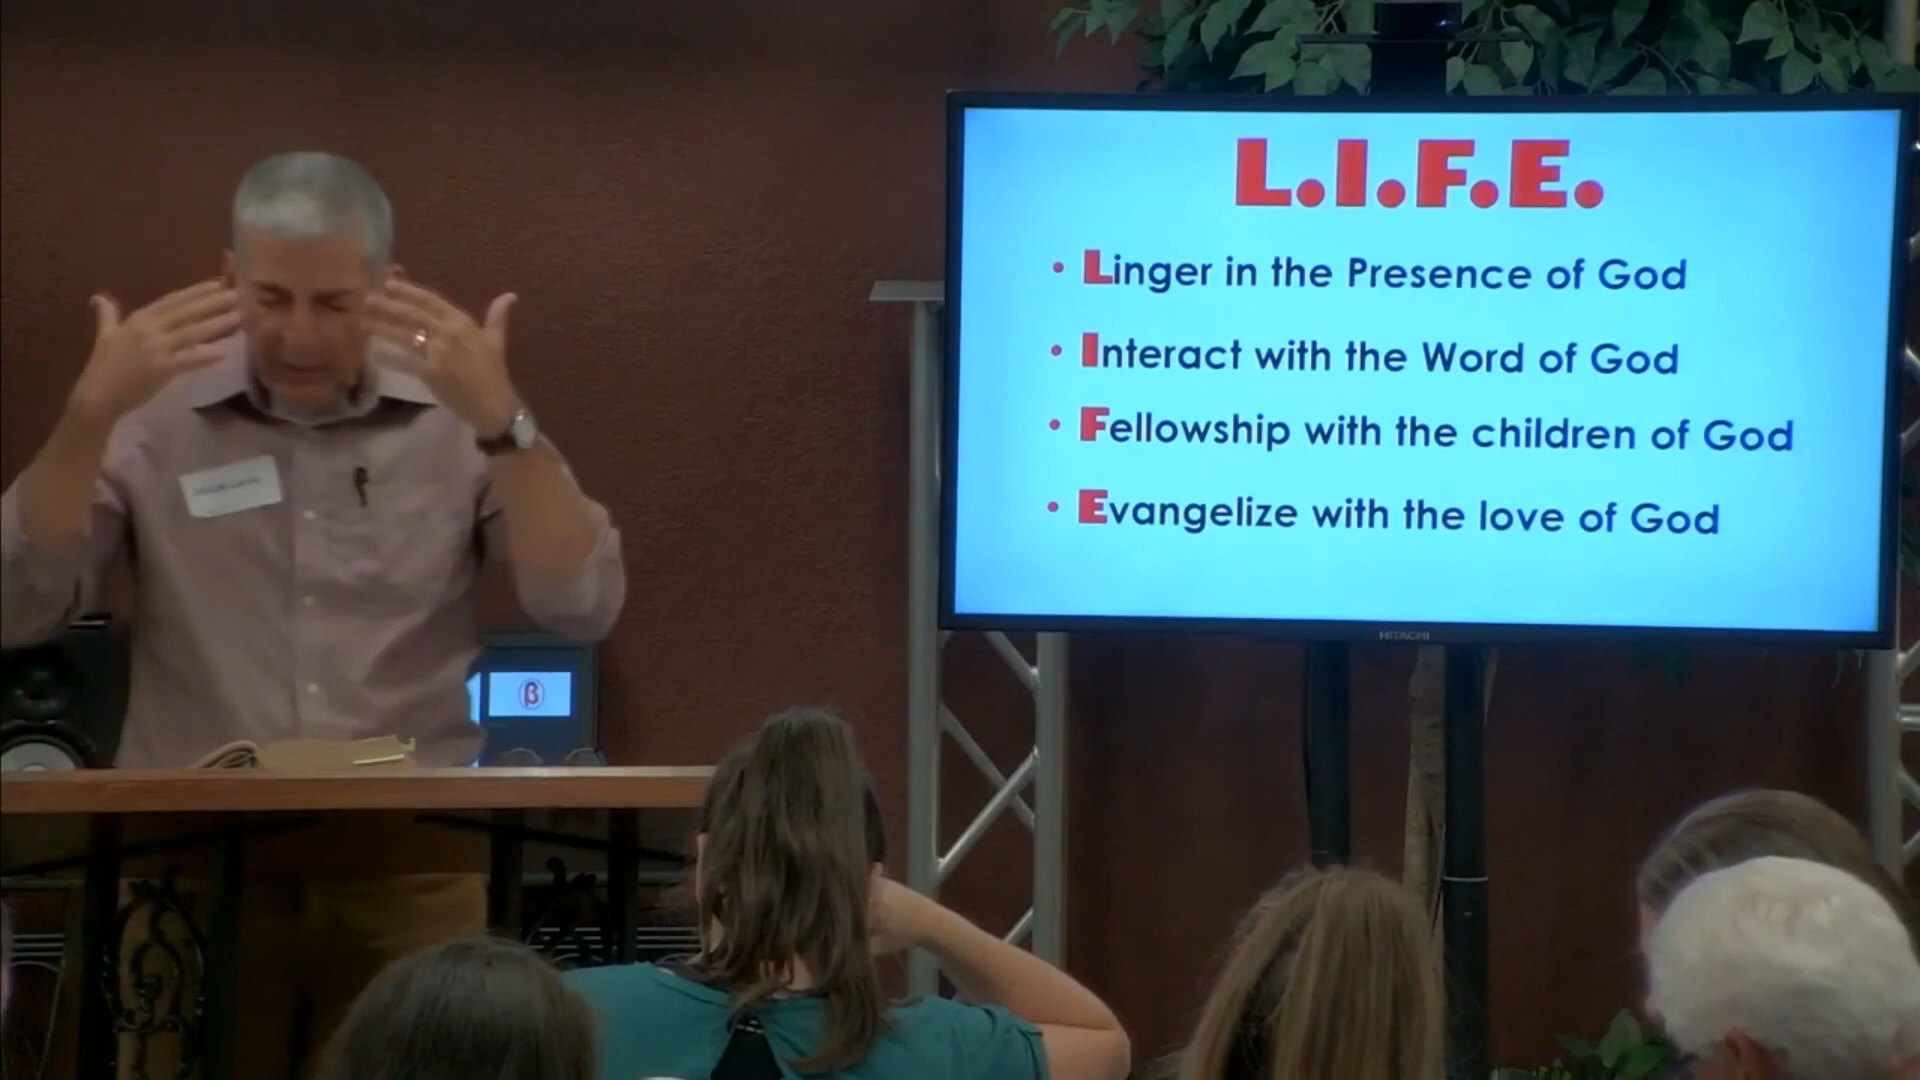 L.I.F.E.
• Linger in the Presence of God
• Interact with the Word of God
• Fellowship with the children of God
• Evangelize with the love of God
HITACHI
β